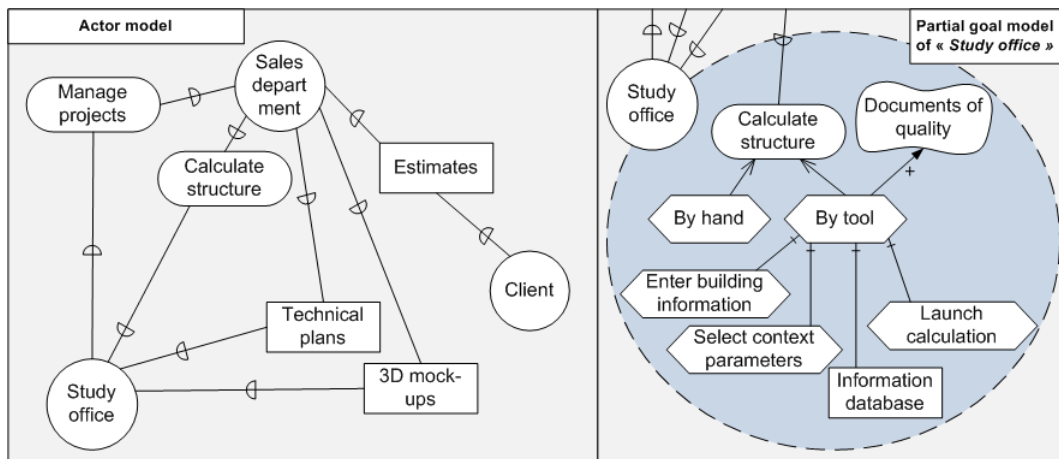 Actor model
Manage
projects
Sales
depart
ment
Calculate
structure
Estimates
Client
Technical
plans
3D mock-
ups
Study
office
Partial goal model
of « Study office »
Study
office
Calculate
structure
Documents of
quality
+
By hand
By tool
Enter building
information
Select context
parameters
Launch
calculation
Information
database